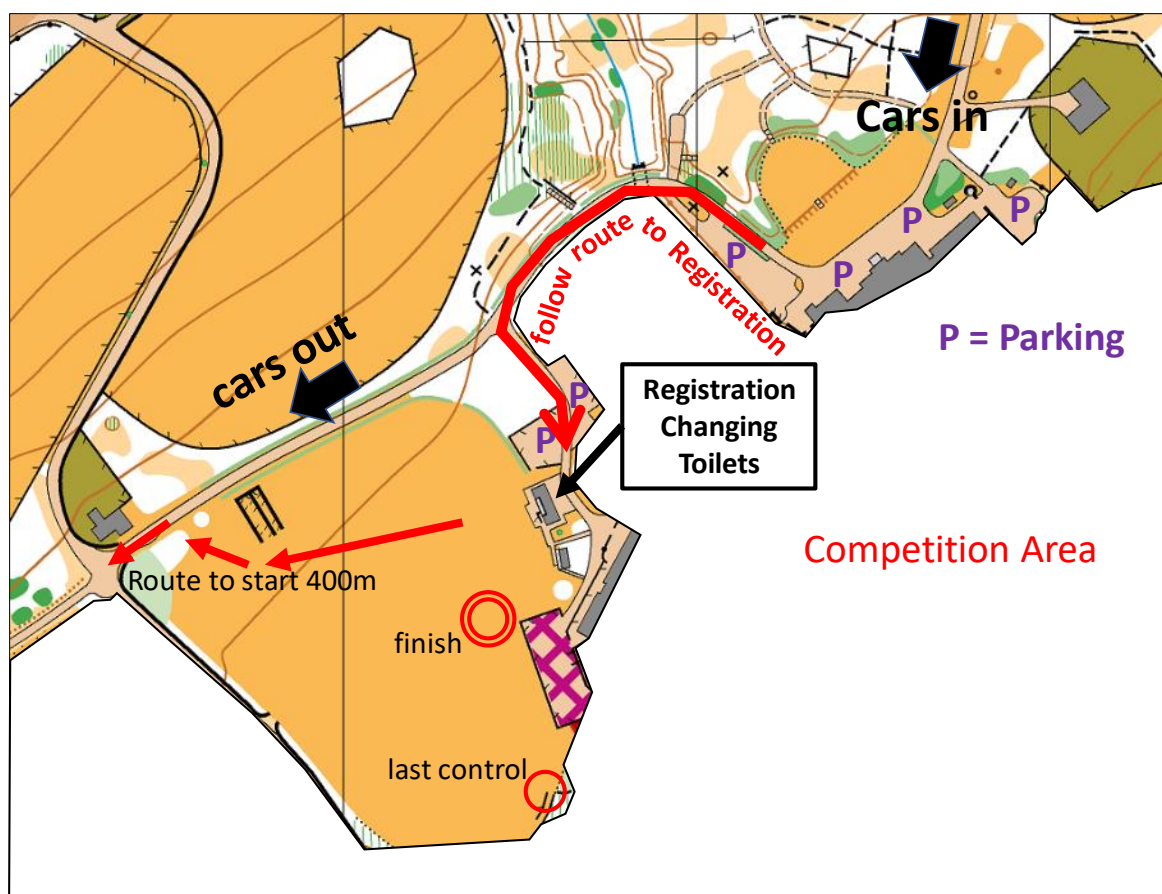 Cars in
P
P
P
P
follow route to Registration
P = Parking
cars out
P
P
Registration
Changing
Toilets
Competition Area
Route to start 400m
finish
last control